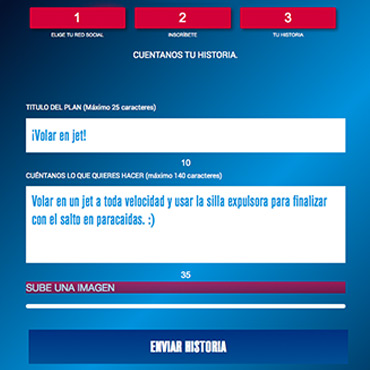 1 2 3
ELIGE TU RED SOCIAL INSCRÍBETE TU HISTORIA
CUENTANOS TU HISTORIA.
TITULO DEL PLAN (Máximo 25 caracteres)
¡Volar en jet!
10
CUÉNTANOS LO QUE QUIERES HACER (máximo 140 caracteres)
Volar en un jet a toda velocidad y usar la silla expulsora para finalizar
con el salto en paracaidas. :)
35
SUBE UNA IMAGEN
ENVIAR HISTORIA